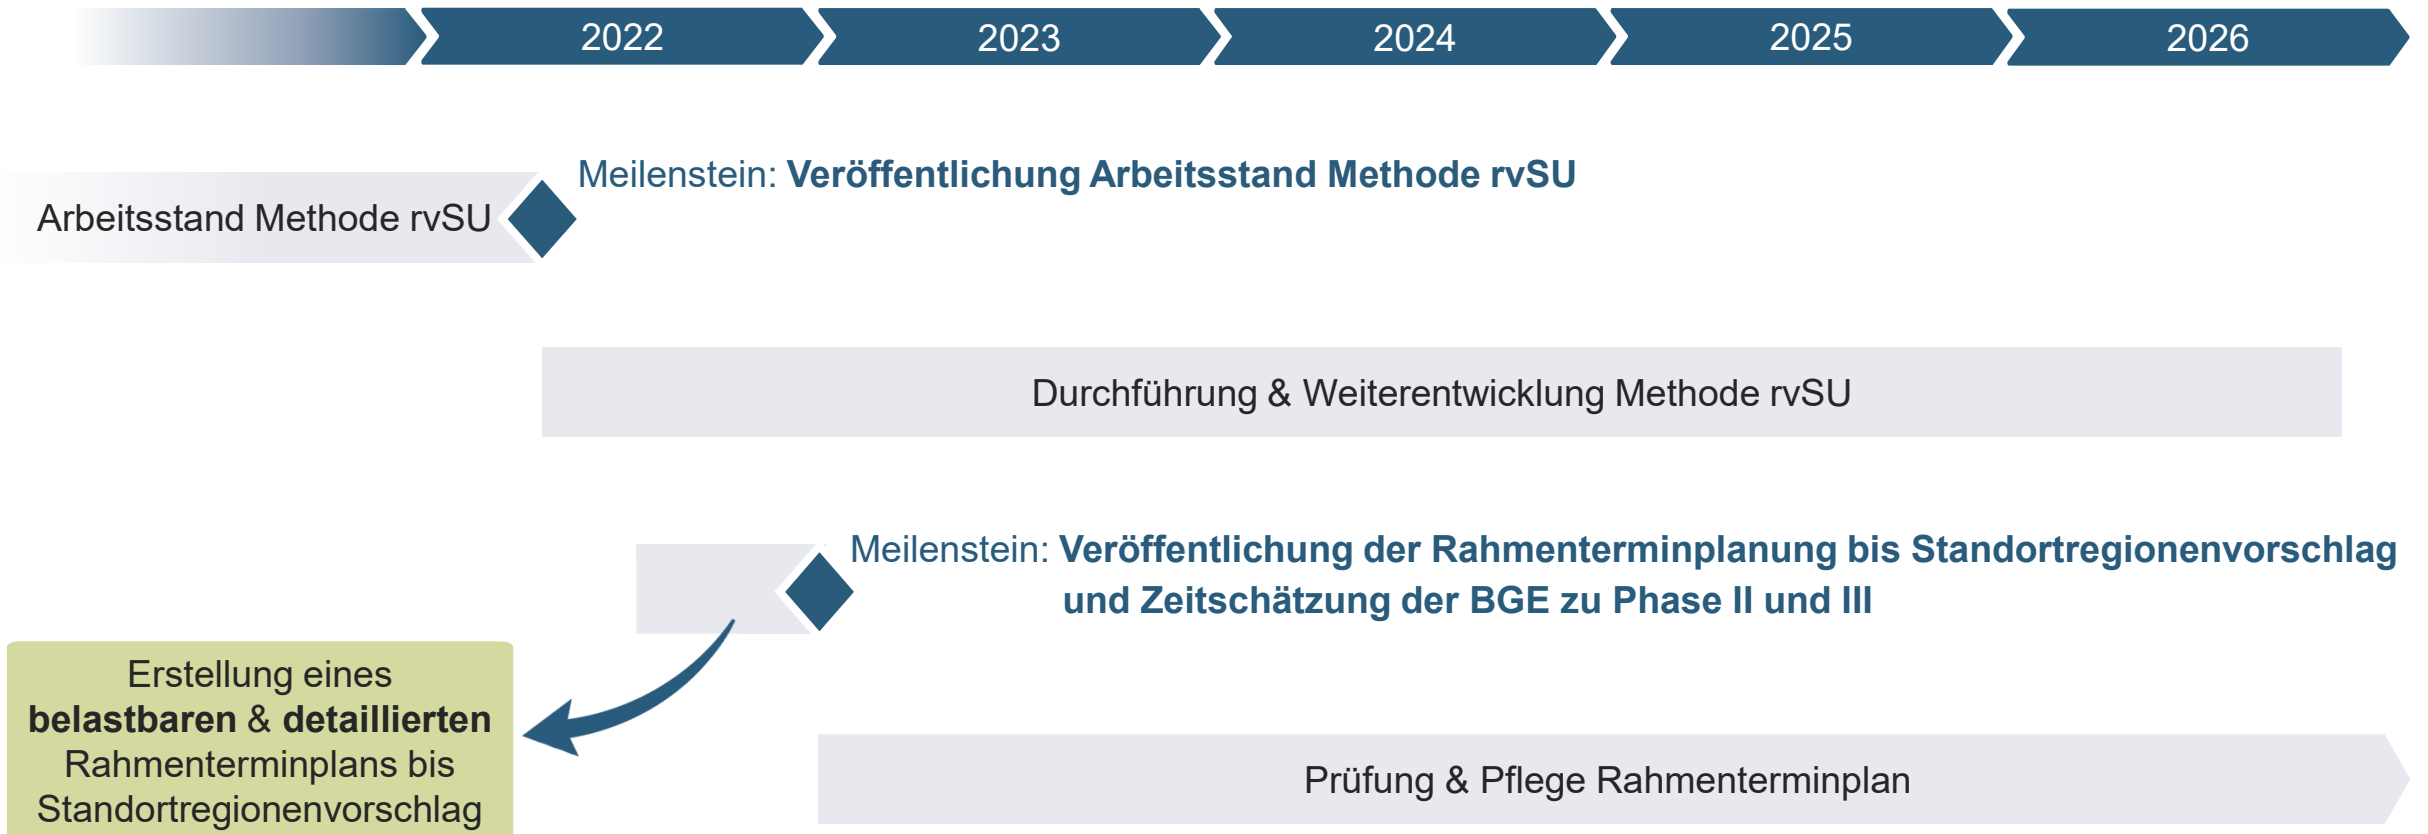 2022 2023 2024 2025 2026
Meilenstein: Veröffentlichung Arbeitsstand Methode rvSU
Arbeitsstand Methode rvSU
Durchführung & Weiterentwicklung Methode rvSU
Meilenstein: Veröffentlichung der Rahmenterminplanung bis Standortregionenvorschlag
und Zeitschätzung der BGE zu Phase II und III
Erstellung eines
belastbaren & detaillierten
Rahmenterminplans bis
Standortregionenvorschlag
Prüfung & Pflege Rahmenterminplan